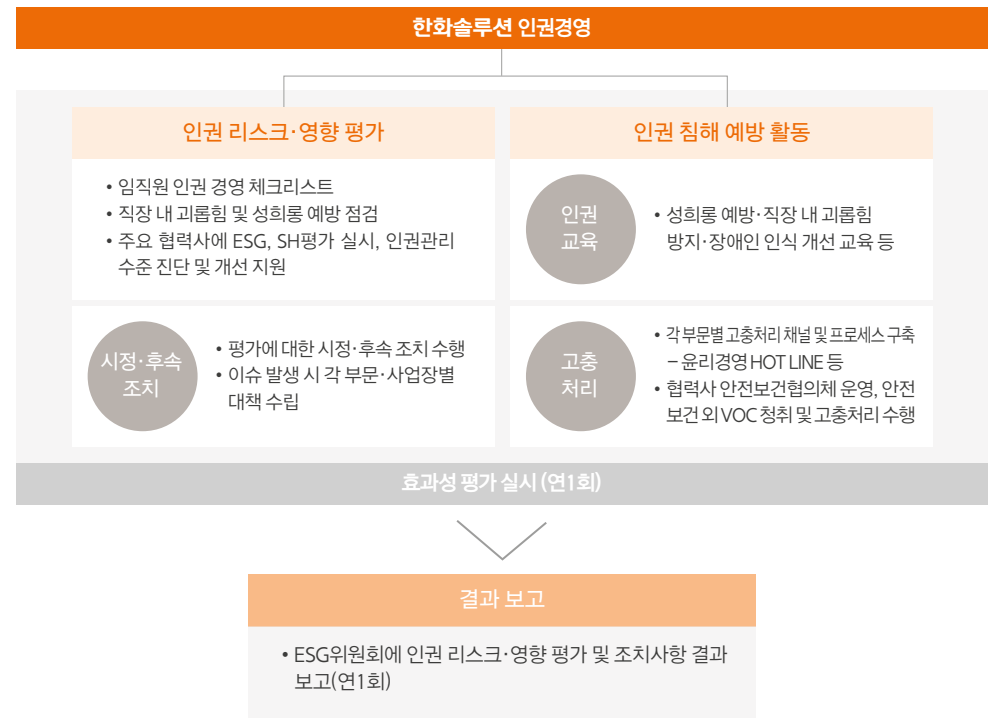 한화솔루션 인권경영
인권 리스크·영향 평가
• 임직원 인권 경영 체크리스트
• 직장 내 괴롭힘 및 성희롱 예방 점검
• 주요 협력사에 ESG, SH평가 실시, 인권관리
수준 진단 및 개선 지원
시정·후속
조치
• 평가에 대한 시정·후속 조치 수행
• 이슈 발생 시 각 부문·사업장별
대책 수립
인권 침해 예방 활동
인권
교육
• 성희롱 예방·직장 내 괴롭힘
방지·장애인 인식 개선 교육 등
고충
처리
• 각 부문별 고충처리 채널 및 프로세스 구축
– 윤리경영 HOT LINE 등
• 협력사 안전보건협의체 운영, 안전
보건 외 VOC 청취 및 고충처리 수행
효과성 평가 실시 (연1회)
결과 보고
• ESG위원회에 인권 리스크·영향 평가 및 조치사항 결과
보고(연1회)